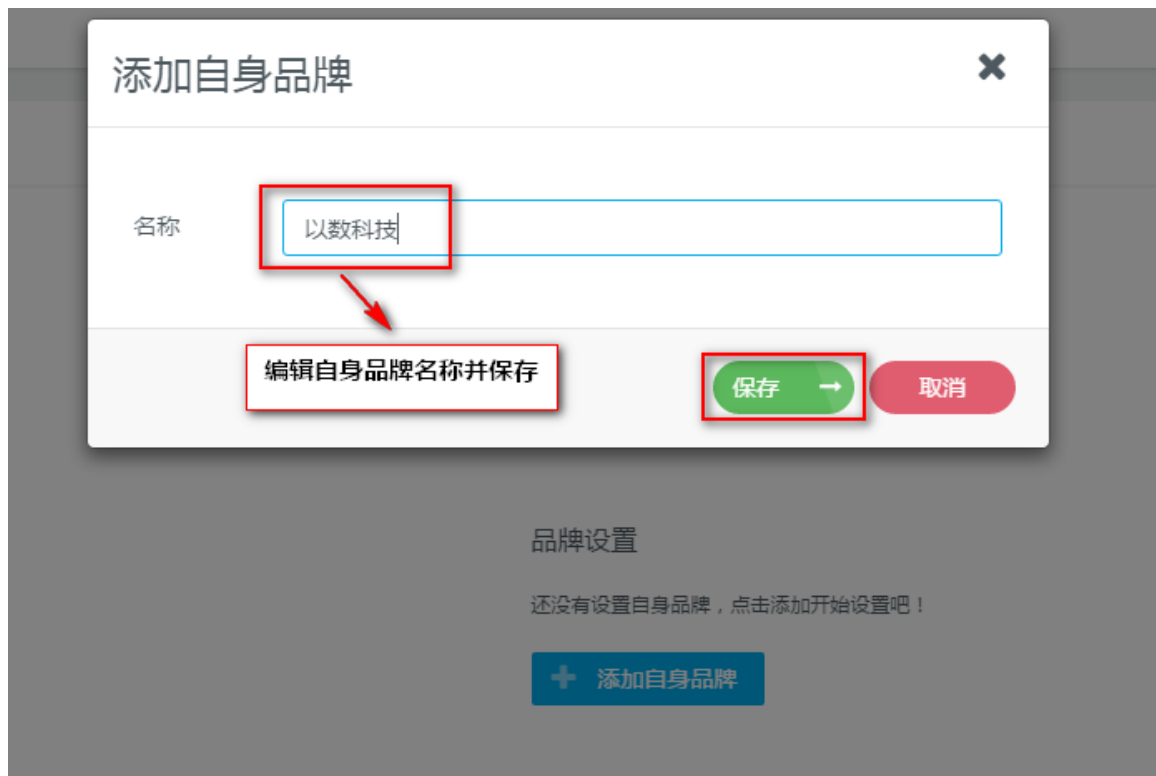 添加自身品牌
名称
以数科技
编辑自身品牌名称并保存
保存
取消
品牌设置
还没有设置自身品牌，点击添加开始设置吧！
添加自身品牌